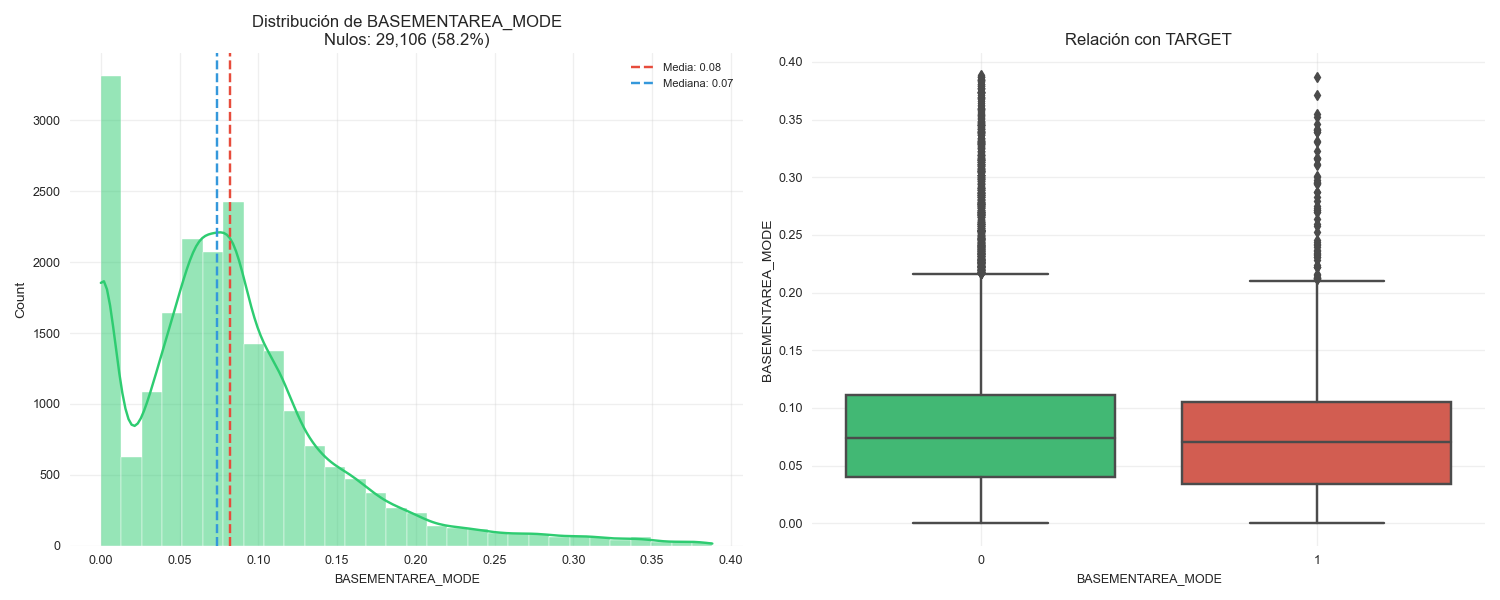 Distribución de BASEMENTAREA_MODE
Nulos: 29,106 (58.2%)
Media: 0.08
Mediana: 0.07
Count
3000
2500
2000
1500
1000
500
0
0.00 0.05 0.10 0.15 0.20 0.25 0.30 0.35 0.40
BASEMENTAREA_MODE
Relación con TARGET
BASEMENTAREA_MODE
0.40
0.35
0.30
0.25
0.20
0.15
0.10
0.05
0.00
0 1
BASEMENTAREA_MODE